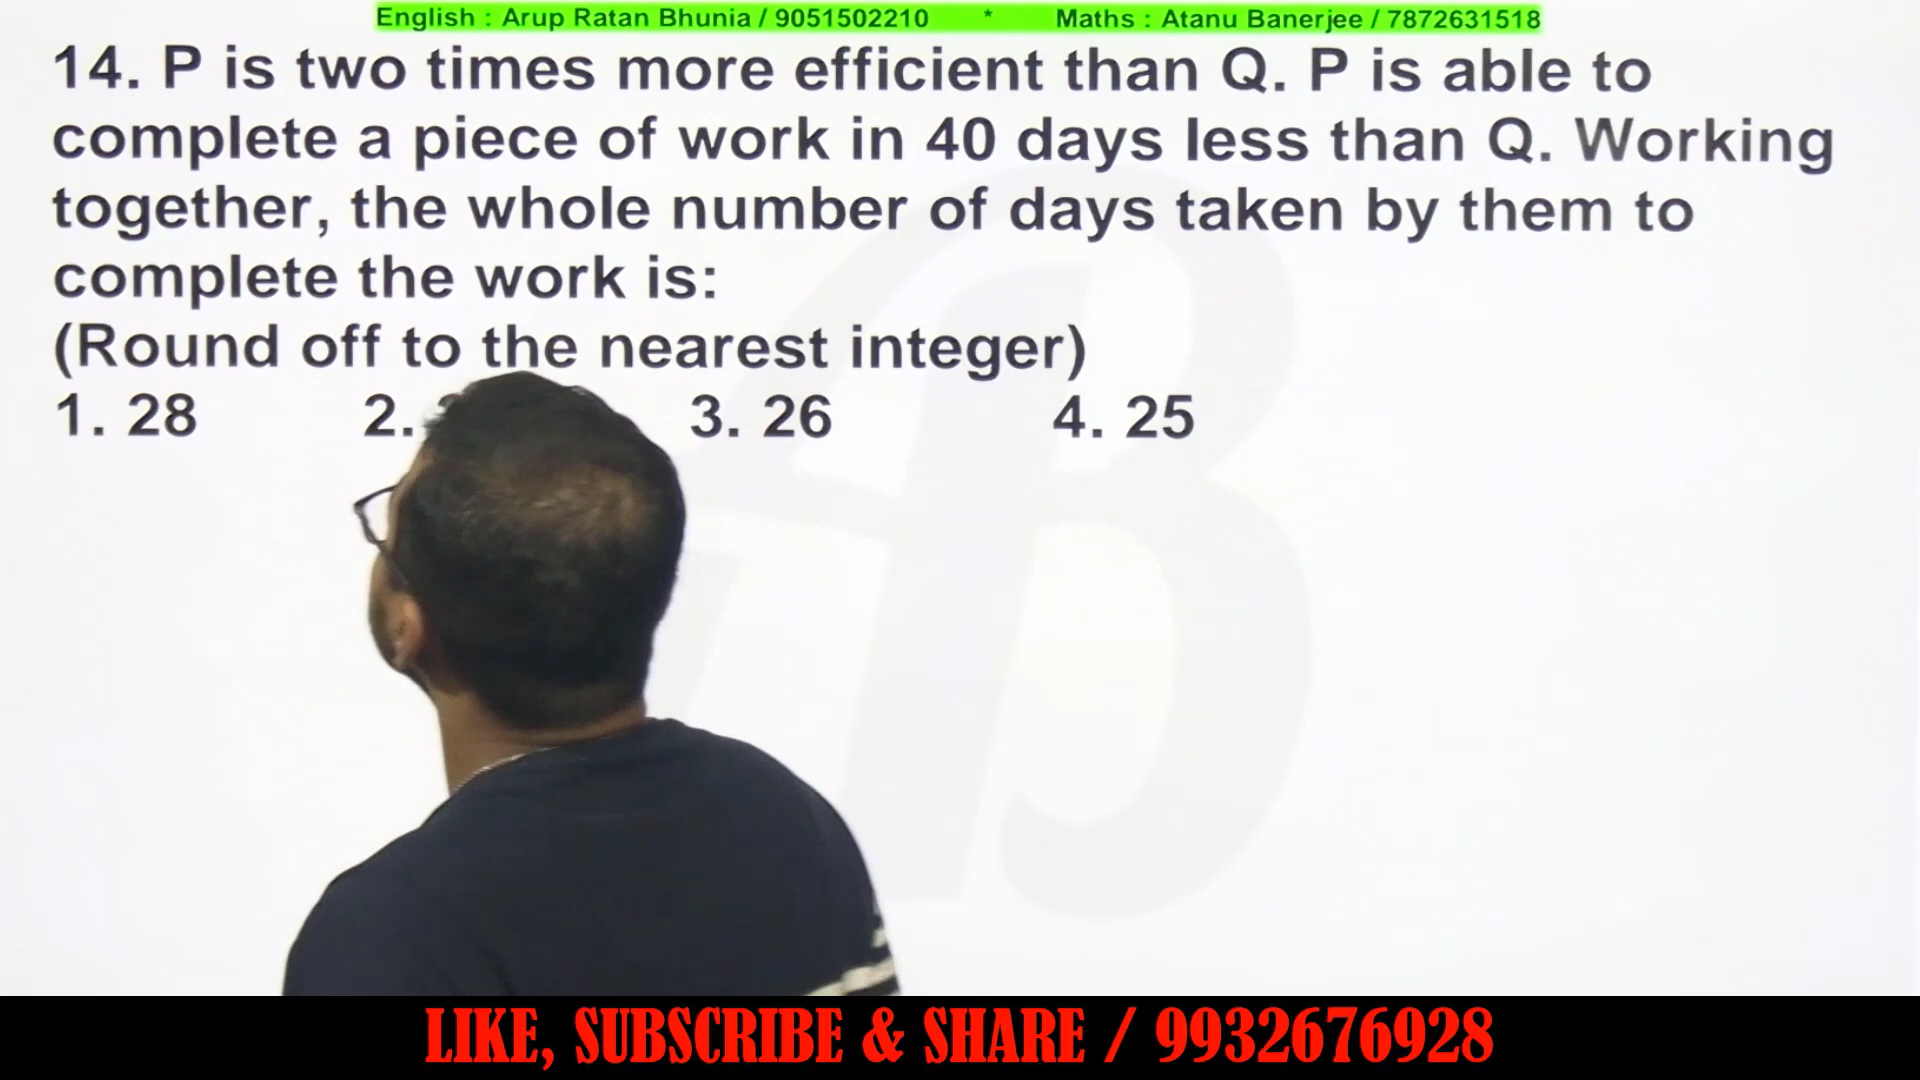 English : Arup Ratan Bhunia / 9051502210 * Maths : Atanu Banerjee / 7872631518
14. P is two times more efficient than Q. P is able to
complete a piece of work in 40 days less than Q. Working
together, the whole number of days taken by them to
complete the work is:
(Round off to the nearest integer)
1. 28 2. 3. 26 4. 25
LIKE, SUBSCRIBE & SHARE / 9932676928